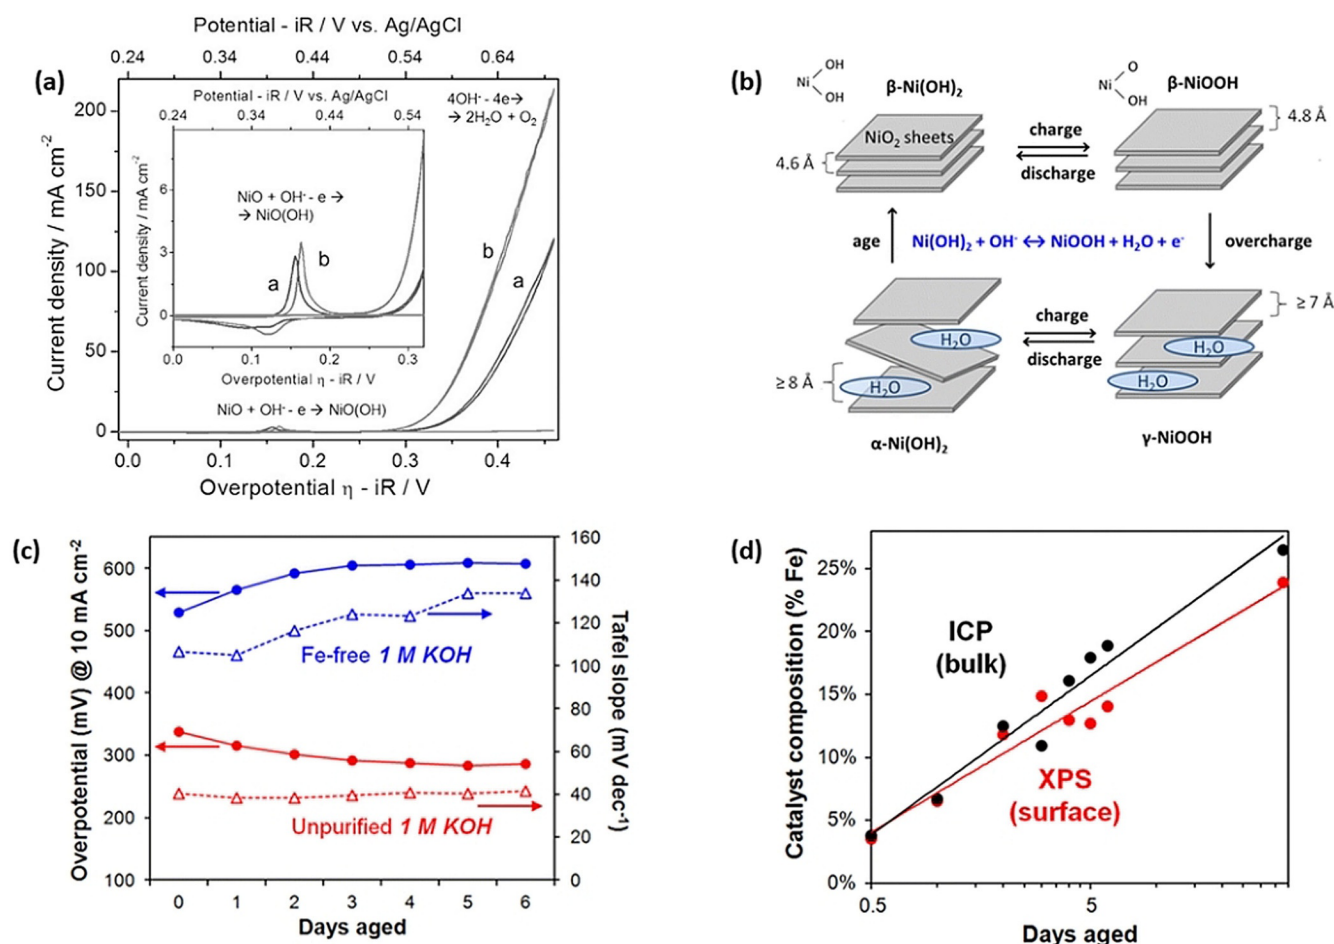 (a)
Potential - iR / V vs. Ag/AgCl
0.24 0.34 0.44 0.54 0.64
Current density / mA cm⁻²
200
150
100
50
0
0.0 0.1 0.2 0.3 0.4
Overpotential η - iR / V
Potential - iR / V vs. Ag/AgCl
0.24 0.34 0.44 0.54
Current density / mA cm⁻²
6
3
0
0.0 0.1 0.2 0.3
Overpotential η - iR / V
NiO + OH⁻ - e →
→ NiO(OH)
a
b
4OH⁻ - 4e→
→ 2H₂O + O₂
b
a
NiO + OH⁻ - e → NiO(OH)
(b)
Ni
OH
OH
β-Ni(OH)₂
NiO₂ sheets
4.6 Å
charge
discharge
Ni
O
OH
β-NiOOH
4.8 Å
age
Ni(OH)₂ + OH⁻ ↔ NiOOH + H₂O + e⁻
overcharge
H₂O
H₂O
≥ 8 Å
α-Ni(OH)₂
charge
discharge
H₂O
H₂O
≥ 7 Å
γ-NiOOH
(c)
Overpotential (mV) @ 10 mA cm⁻²
600
500
400
300
200
100
Fe-free 1 M KOH
Unpurified 1 M KOH
160
140
120
100
80
60
40
20
0
Tafel slope (mV dec⁻¹)
0 1 2 3 4 5 6
Days aged
(d)
Catalyst composition (% Fe)
25%
20%
15%
10%
5%
0%
ICP
(bulk)
XPS
(surface)
0.5 5
Days aged